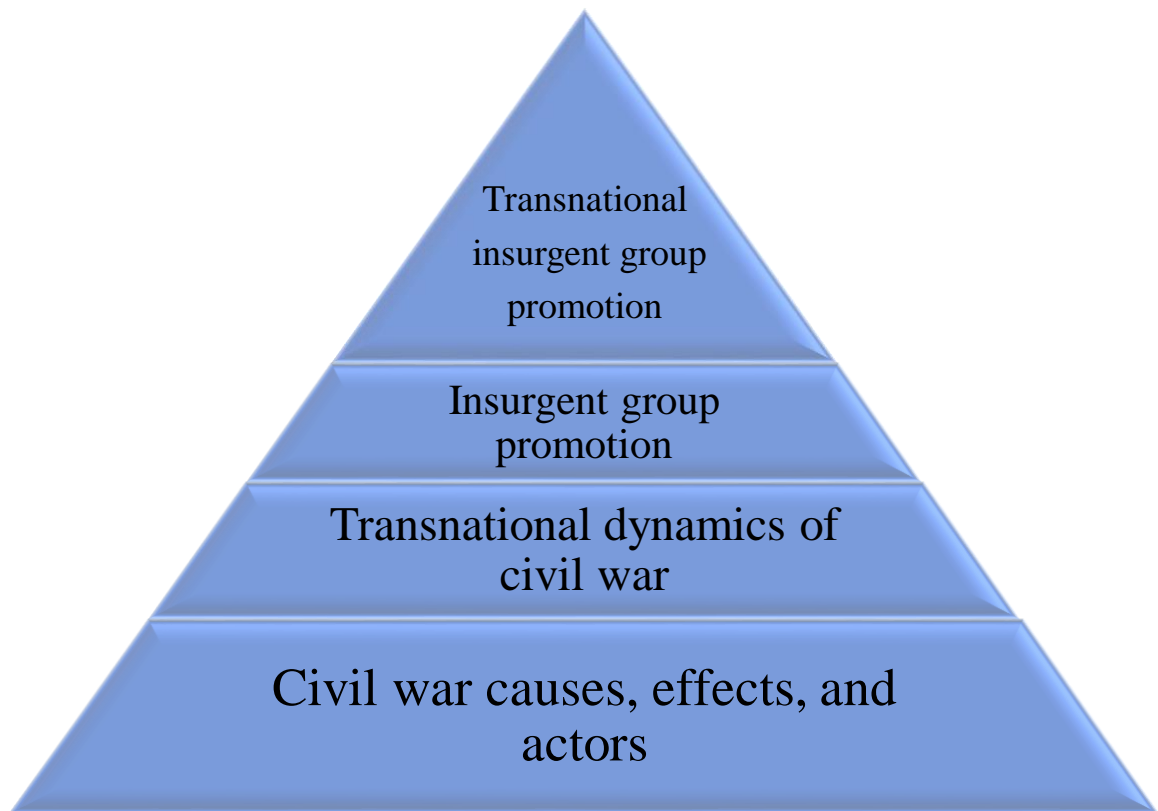 Transnational
insurgent group
promotion
Insurgent group
promotion
Transnational dynamics of
civil war
Civil war causes, effects, and
actors